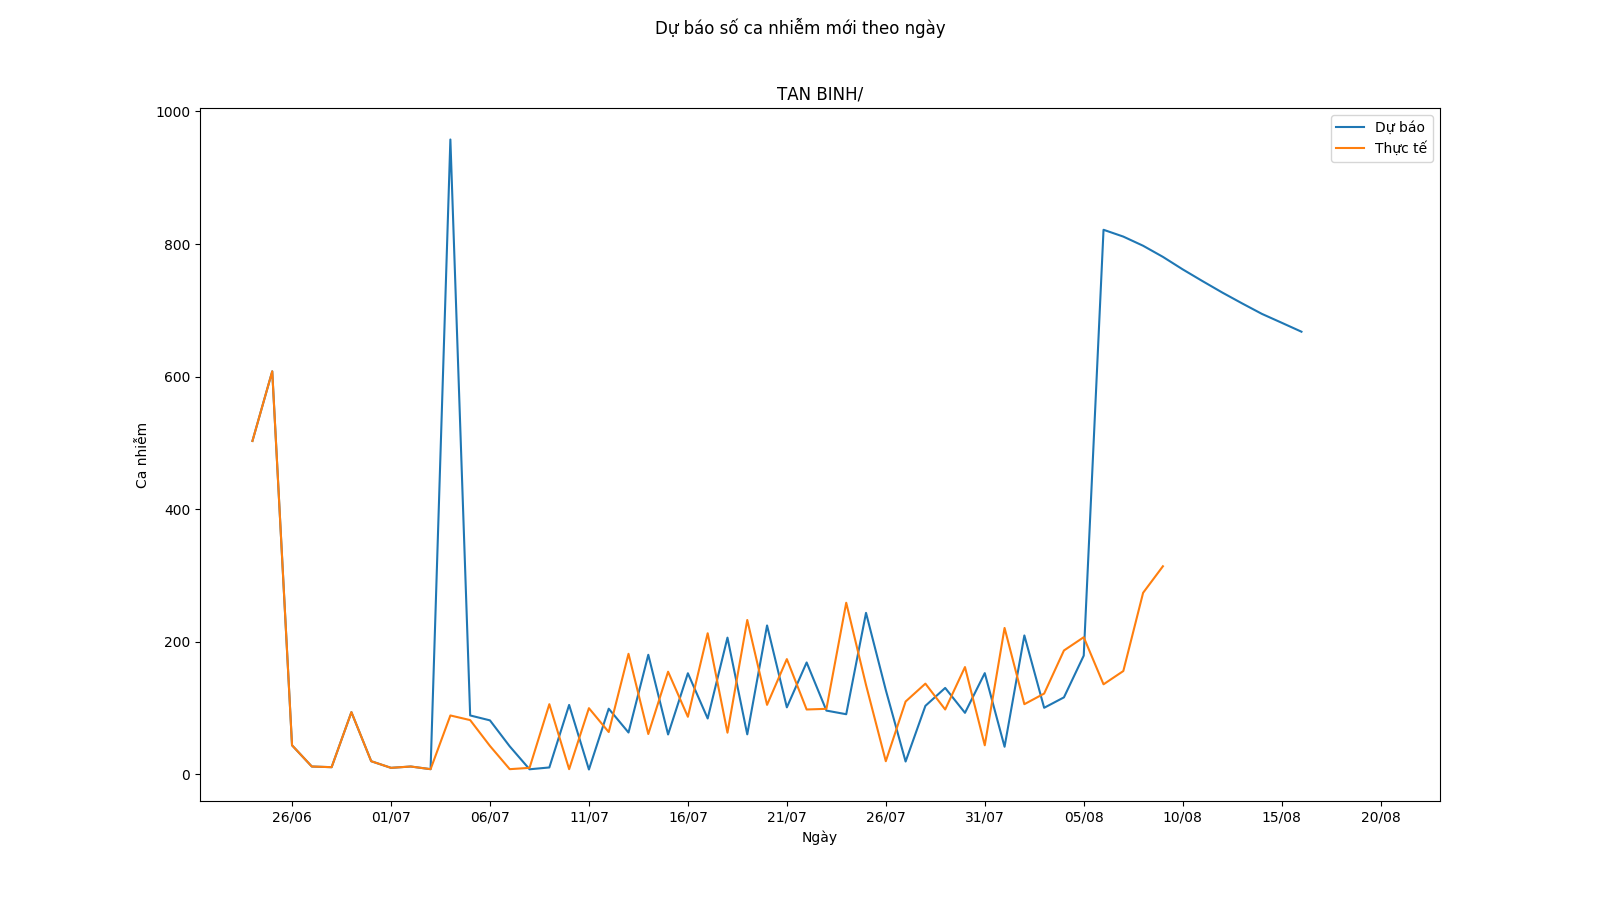 Dự báo số ca nhiễm mới theo ngày
TAN BINH/
1000
800
600
400
200
0
Ca nhiễm
Dự báo
Thực tế
26/06 01/07 06/07 11/07 16/07 21/07 26/07 31/07 05/08 10/08 15/08 20/08
Ngày